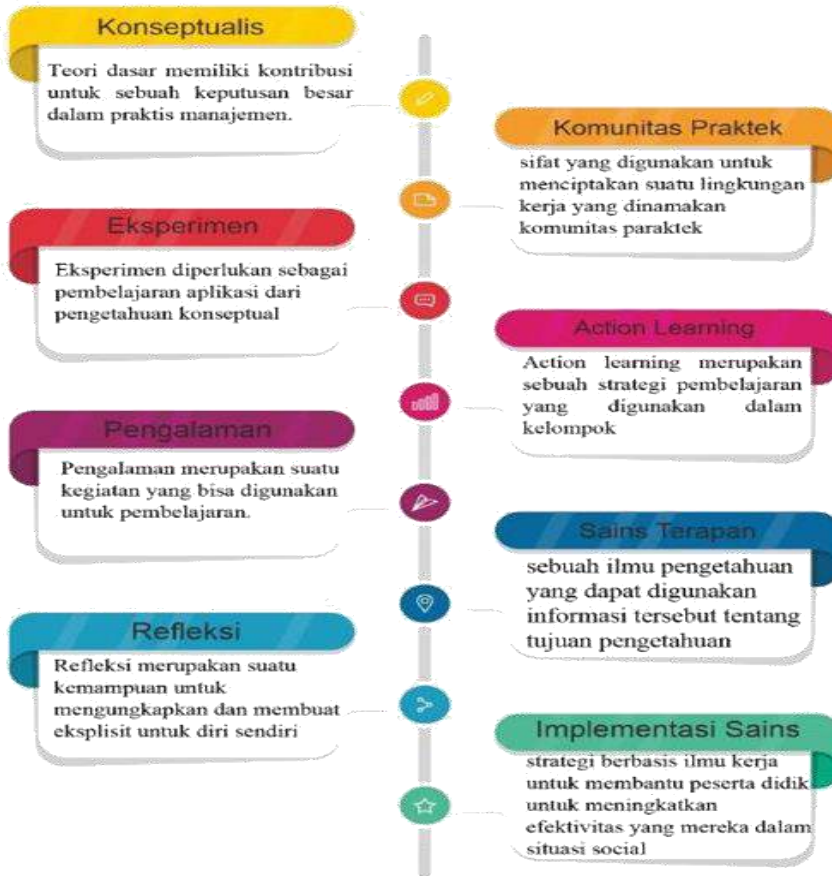 Konseptualis
Teori dasar memiliki kontribusi
untuk sebuah keputusan besar
dalam praktis manajemen.
Komunitas Praktek
sifat yang digunakan untuk
menciptakan suatu lingkungan
kerja yang dinamakan
komunitas paraktek
Eksperimen
Eksperimen diperlukan sebagai
pembelajaran aplikasi dari
pengetahuan konseptual
Action Learning
Action learning merupakan
sebuah strategi pembelajaran
yang digunakan dalam
kelompok
Pengalaman
Pengalaman merupakan suatu
kegiatan yang bisa digunakan
untuk pembelajaran.
Sains Terapan
sebuah ilmu pengetahuan
yang dapat digunakan
informasi tersebut tentang
tujuan pengetahuan
Refleksi
Refleksi merupakan suatu
kemampuan untuk
mengungkapkan dan membuat
eksplisit untuk diri sendiri
Implementasi Sains
strategi berbasis ilmu kerja
untuk membantu peserta didik
untuk meningkatkan
efektivitas yang mereka dalam
situasi social